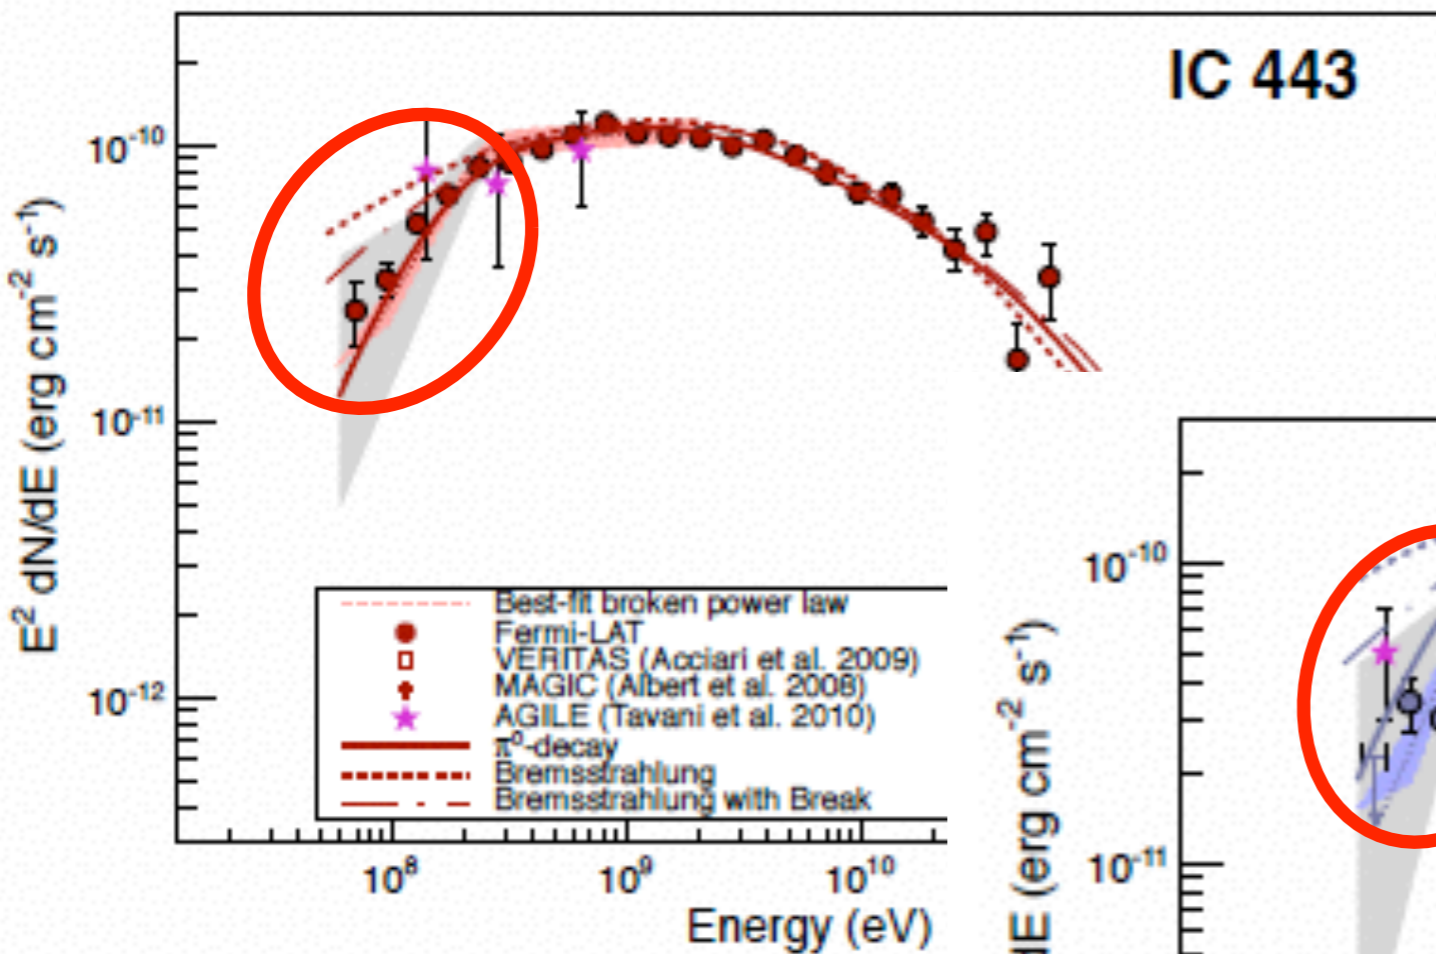 IC 443
10⁻¹⁰
10⁻¹¹
10⁻¹²
E² dN/dE (erg cm⁻² s⁻¹)
Best-fit broken power law
Fermi-LAT
VERITAS (Acciari et al. 2009)
MAGIC (Albert et al. 2008)
AGILE (Tavani et al. 2010)
π⁰-decay
Bremsstrahlung
Bremsstrahlung with Break
10⁸ 10⁹ 10¹⁰
Energy (eV)
10⁻¹⁰
10⁻¹¹
dE (erg cm⁻² s⁻¹)